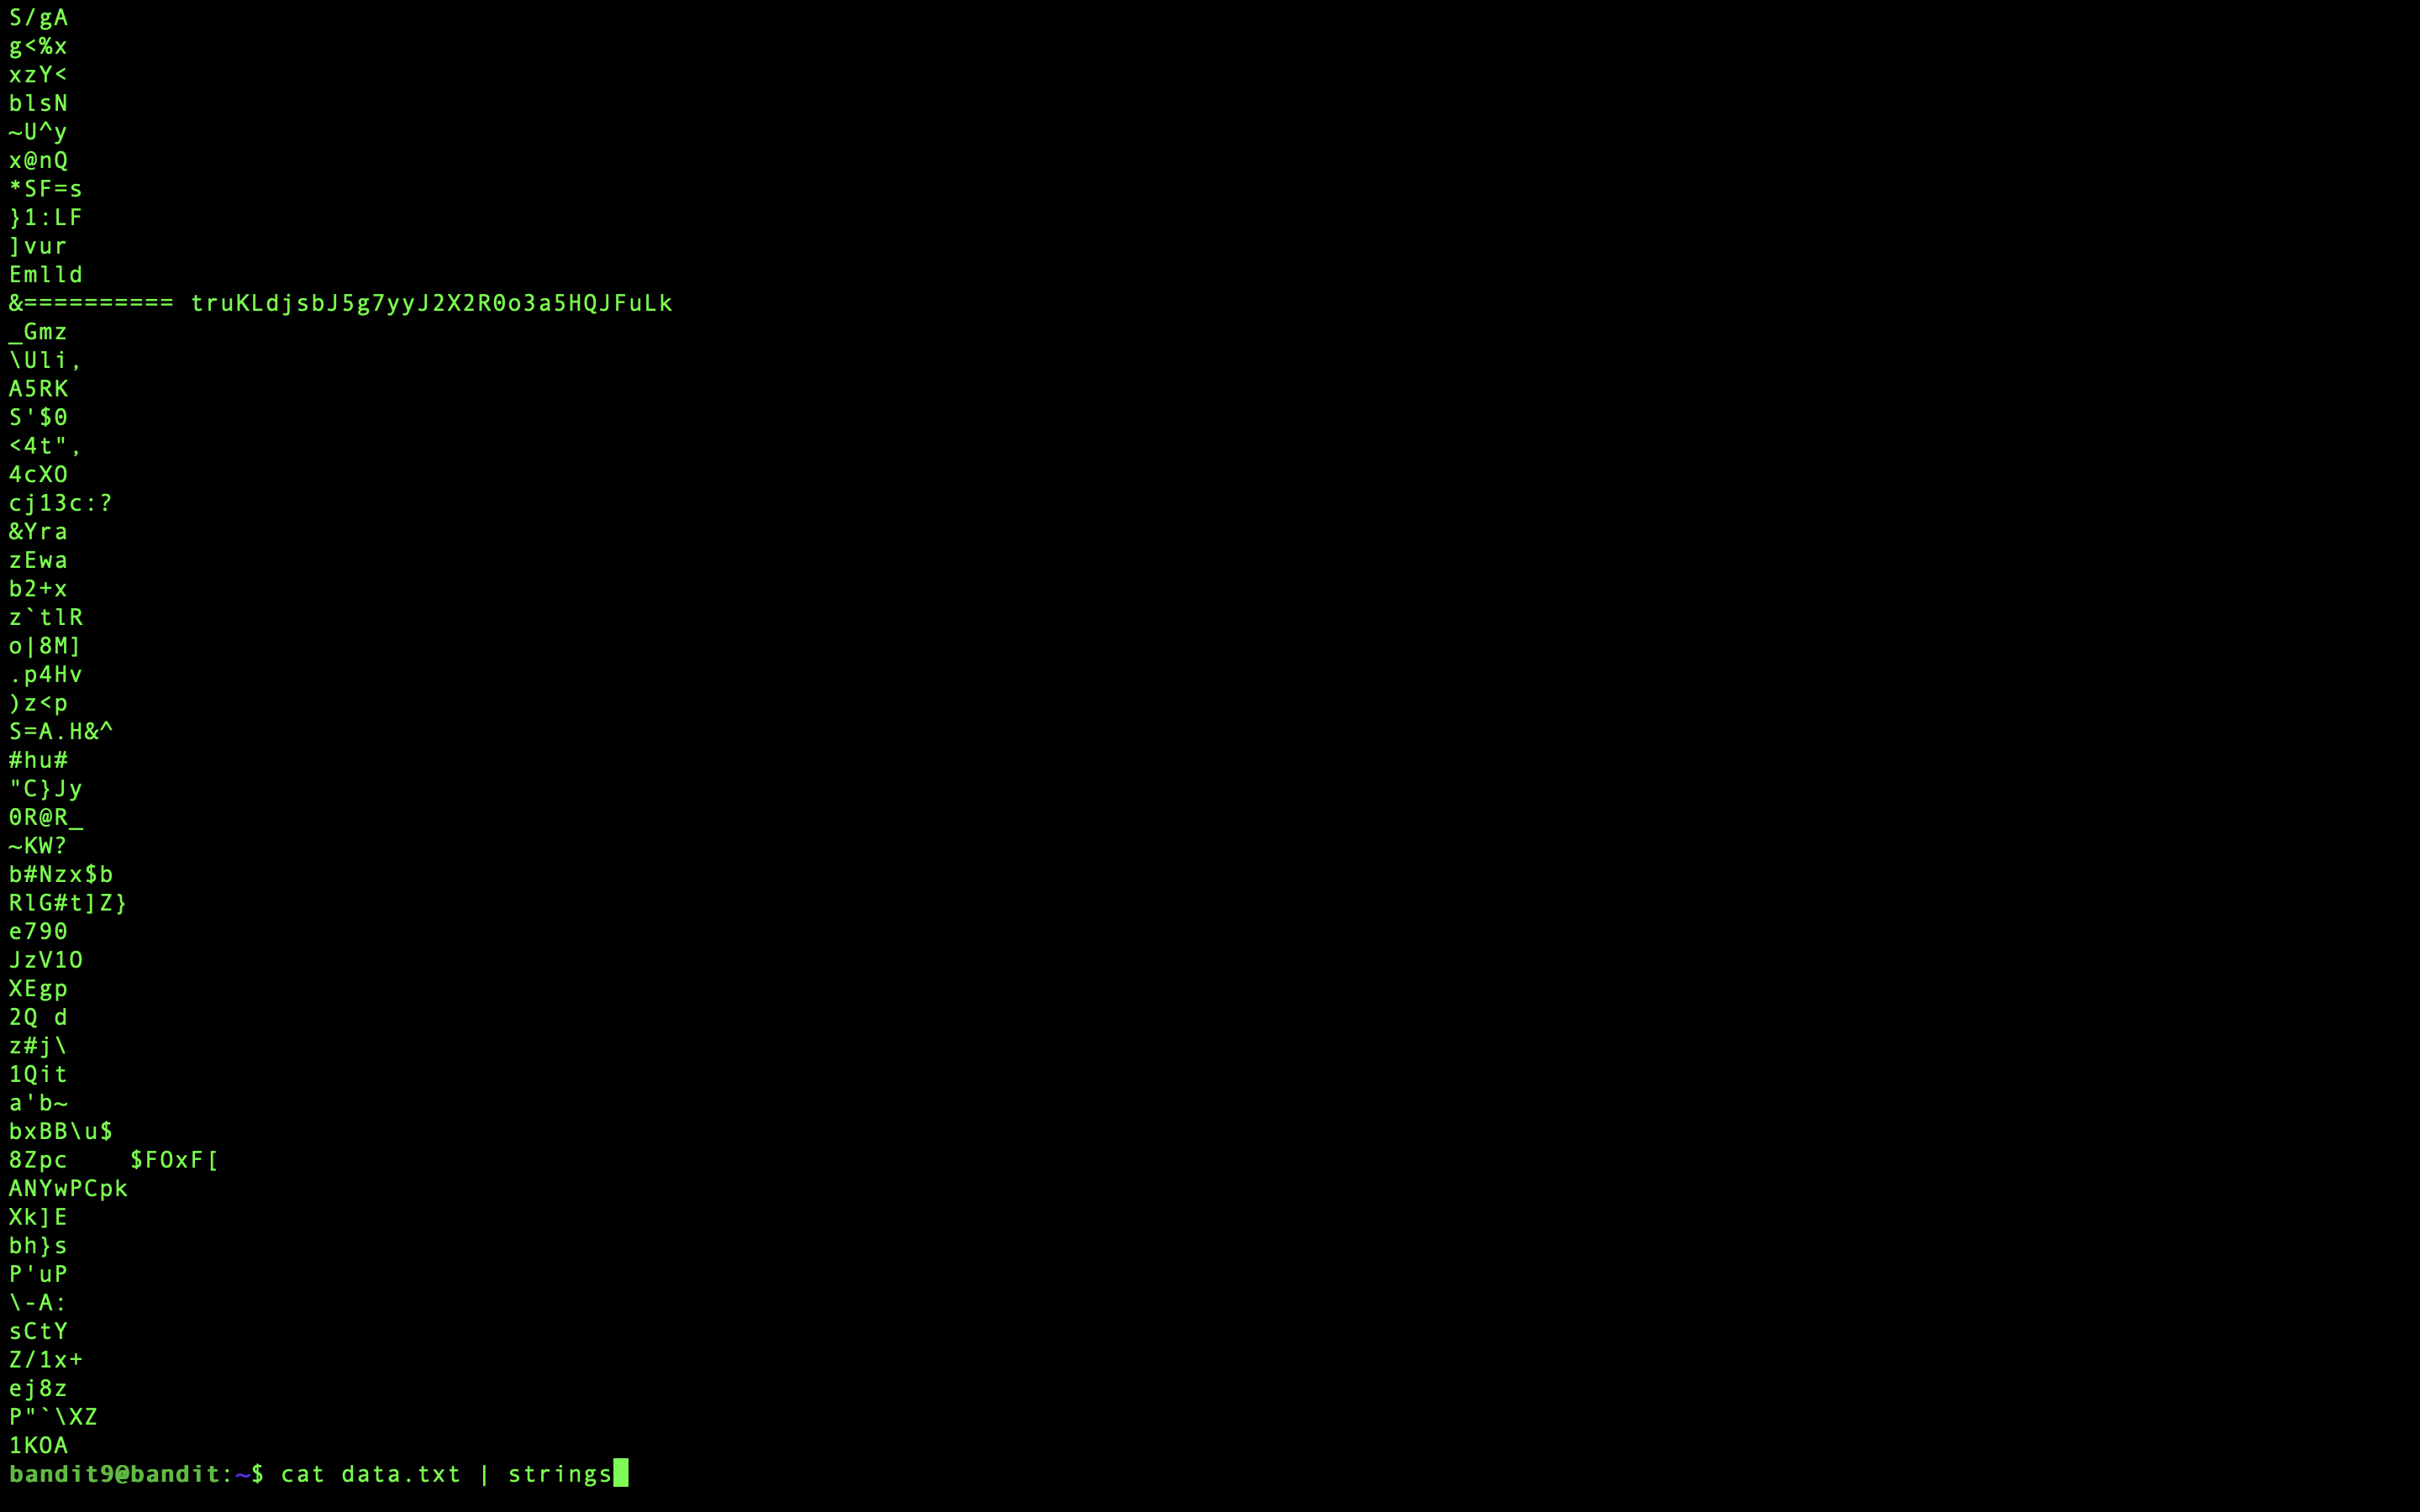 S/gA
g<%x
xzY<
blsN
~U^y
x@nQ
*SF=s
}1:LF
]vur
Emlld
&========== truKLdjsbJ5g7yyJ2X2R0o3a5HQJFuLk
_Gmz
\Uli,
A5RK
S'$0
<4t",
4cXO
cj13c:?
&Yra
zEwa
b2+x
z`tlR
o|8M]
.p4Hv
)z<p
S=A.H&^
#hu#
"C}Jy
0R@R_
~KW?
b#Nzx$b
RlG#t]Z}
e790
JzV1O
XEgp
2Q d
z#j\
1Qit
a'b~
bxBB\u$
8Zpc    $FOxF[
ANYwPCpk
Xk]E
bh}s
P'uP
\-A:
sCtY
Z/1x+
ej8z
P"`\XZ
1KOA
bandit9@bandit:~$ cat data.txt | strings